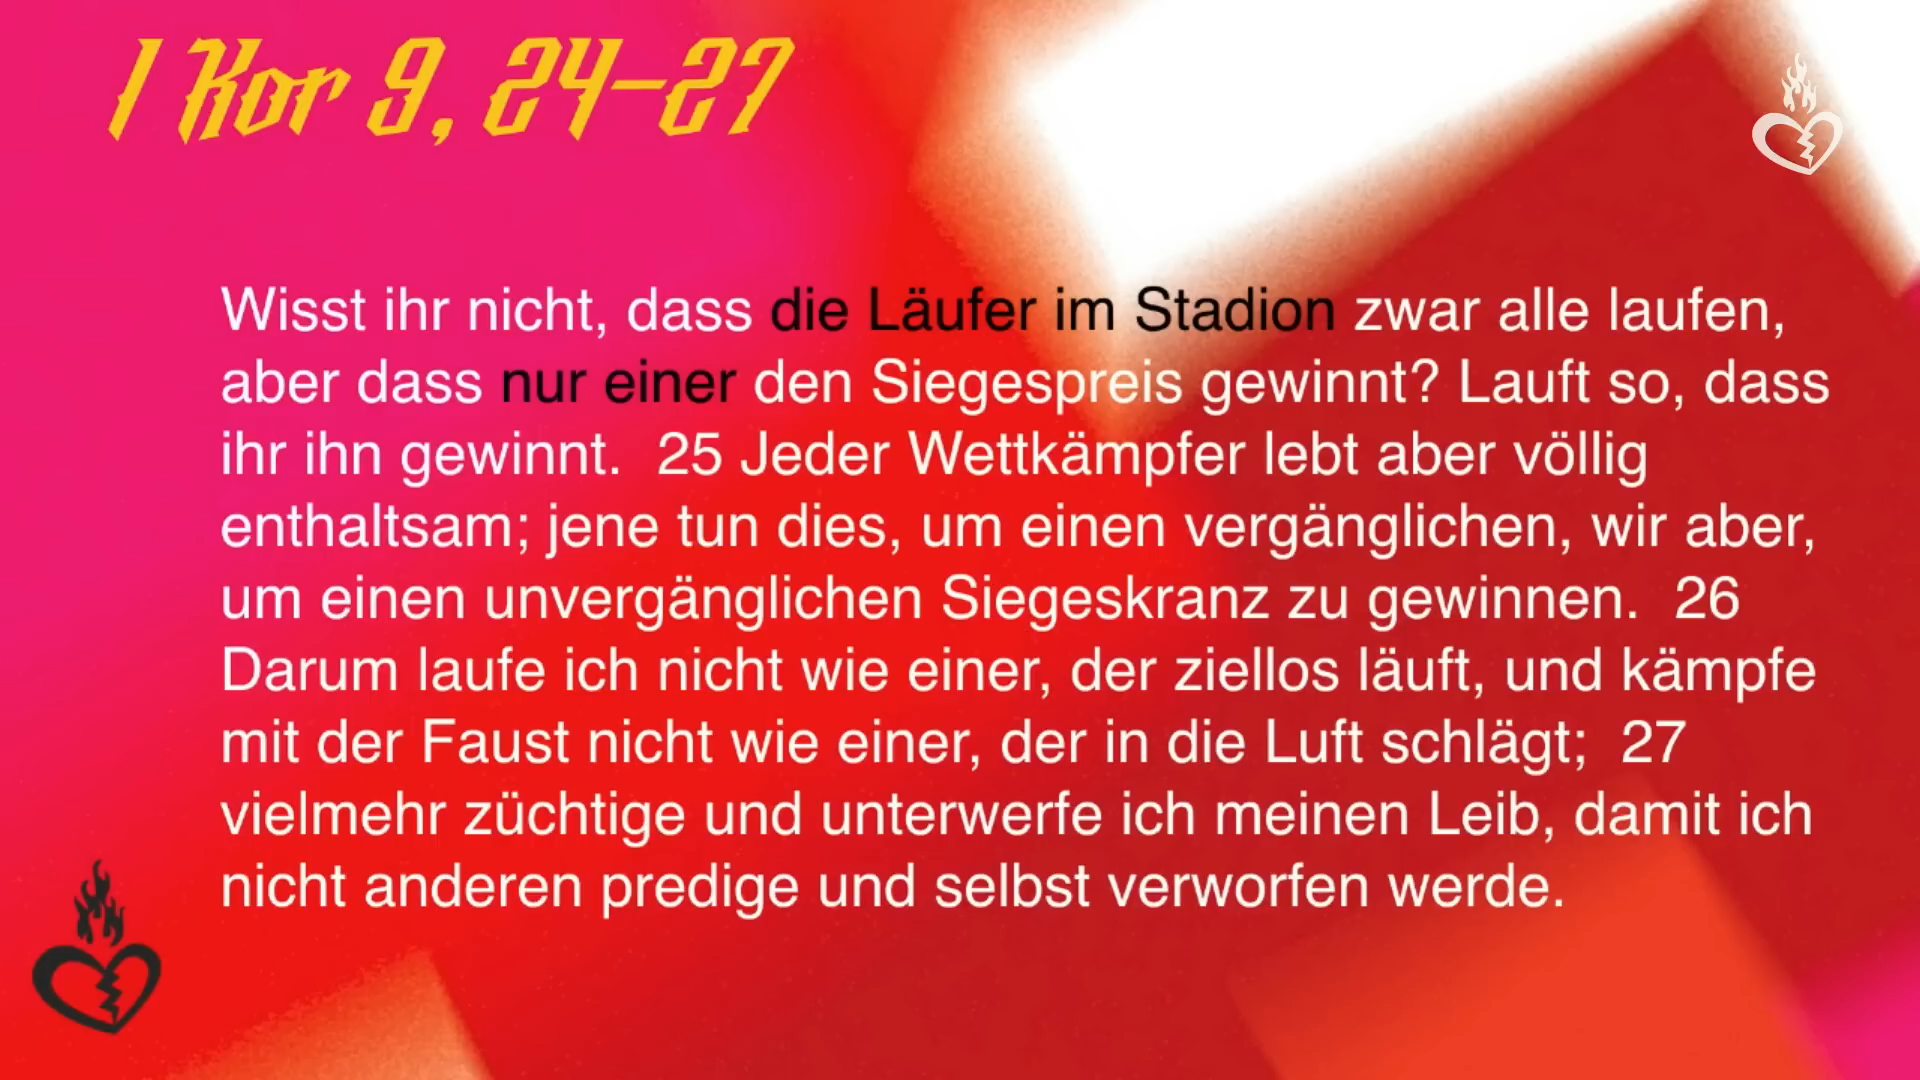 1 Kor 9, 24-27
Wisst ihr nicht, dass die Läufer im Stadion zwar alle laufen,
aber dass nur einer den Siegespreis gewinnt? Lauft so, dass
ihr ihn gewinnt.  25 Jeder Wettkämpfer lebt aber völlig
enthaltsam; jene tun dies, um einen vergänglichen, wir aber,
um einen unvergänglichen Siegeskranz zu gewinnen.  26
Darum laufe ich nicht wie einer, der ziellos läuft, und kämpfe
mit der Faust nicht wie einer, der in die Luft schlägt;  27
vielmehr züchtige und unterwerfe ich meinen Leib, damit ich
nicht anderen predige und selbst verworfen werde.